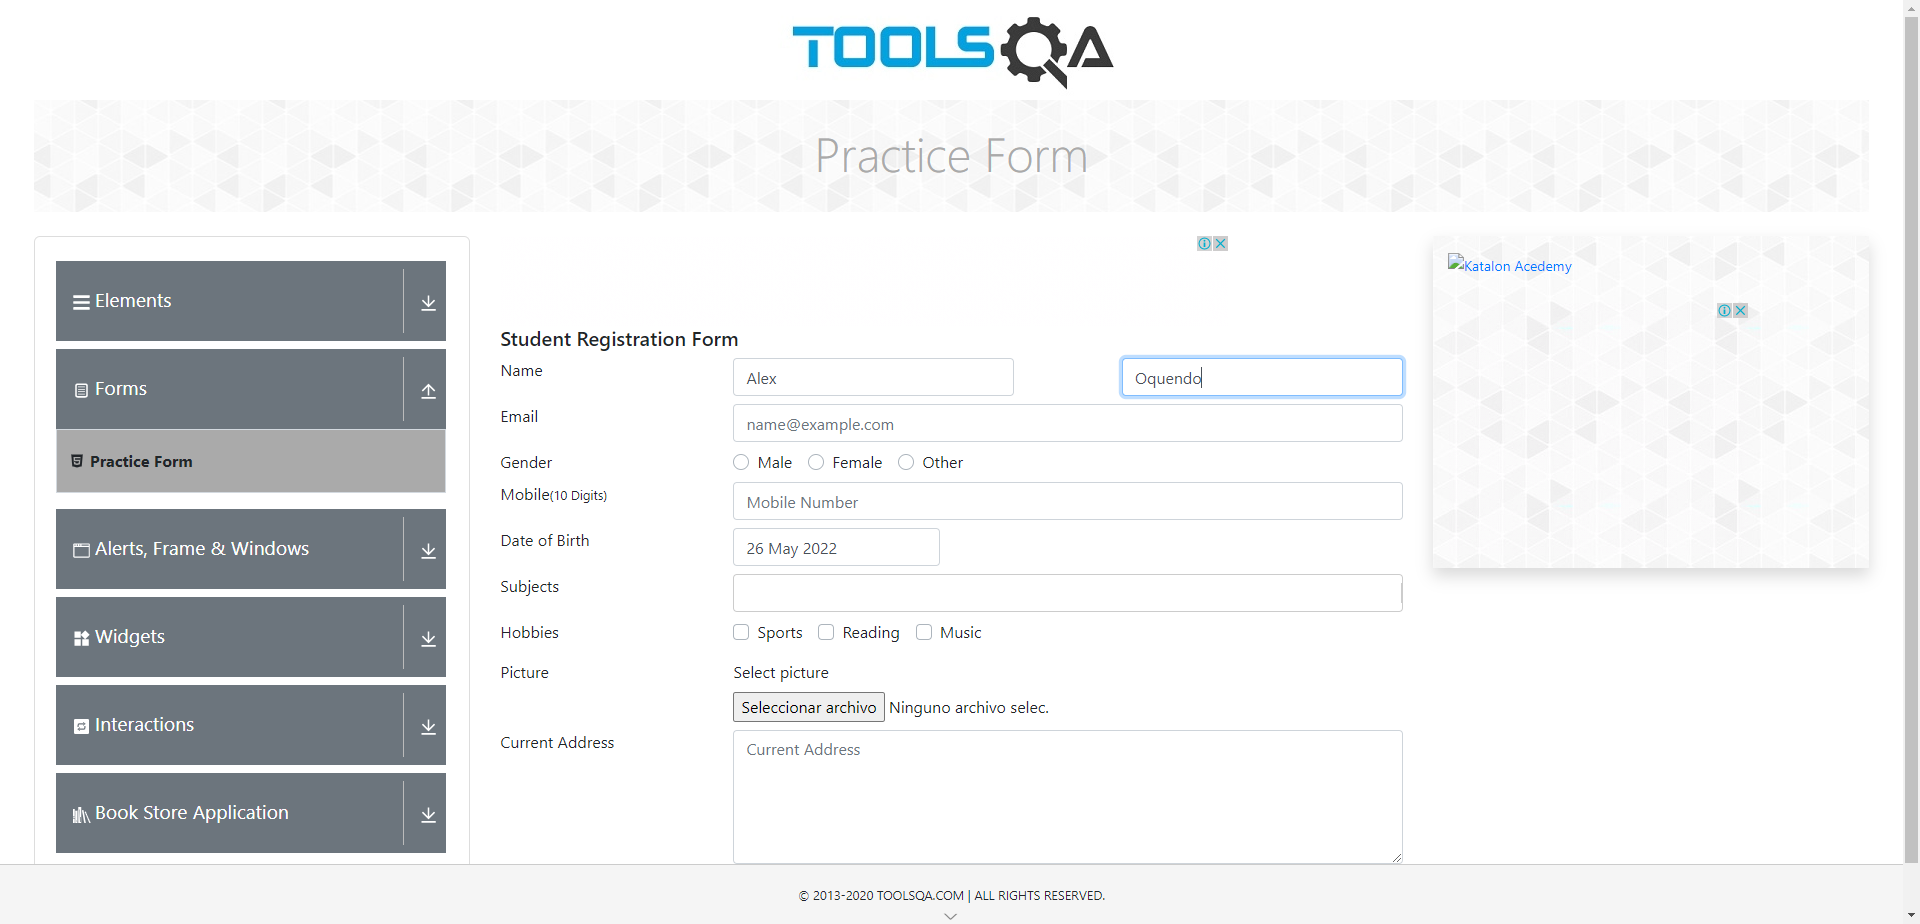 TOOLSQA
Practice Form
Elements
Forms
Practice Form
Alerts, Frame & Windows
Widgets
Interactions
Book Store Application
Student Registration Form
Name Alex Oquendo
Email name@example.com
Gender Male Female Other
Mobile(10 Digits) Mobile Number
Date of Birth 26 May 2022
Subjects
Hobbies Sports Reading Music
Picture Select picture
Seleccionar archivo Ninguno archivo selec.
Current Address Current Address
Katalon Acedemy
© 2013-2020 TOOLSQA.COM | ALL RIGHTS RESERVED.